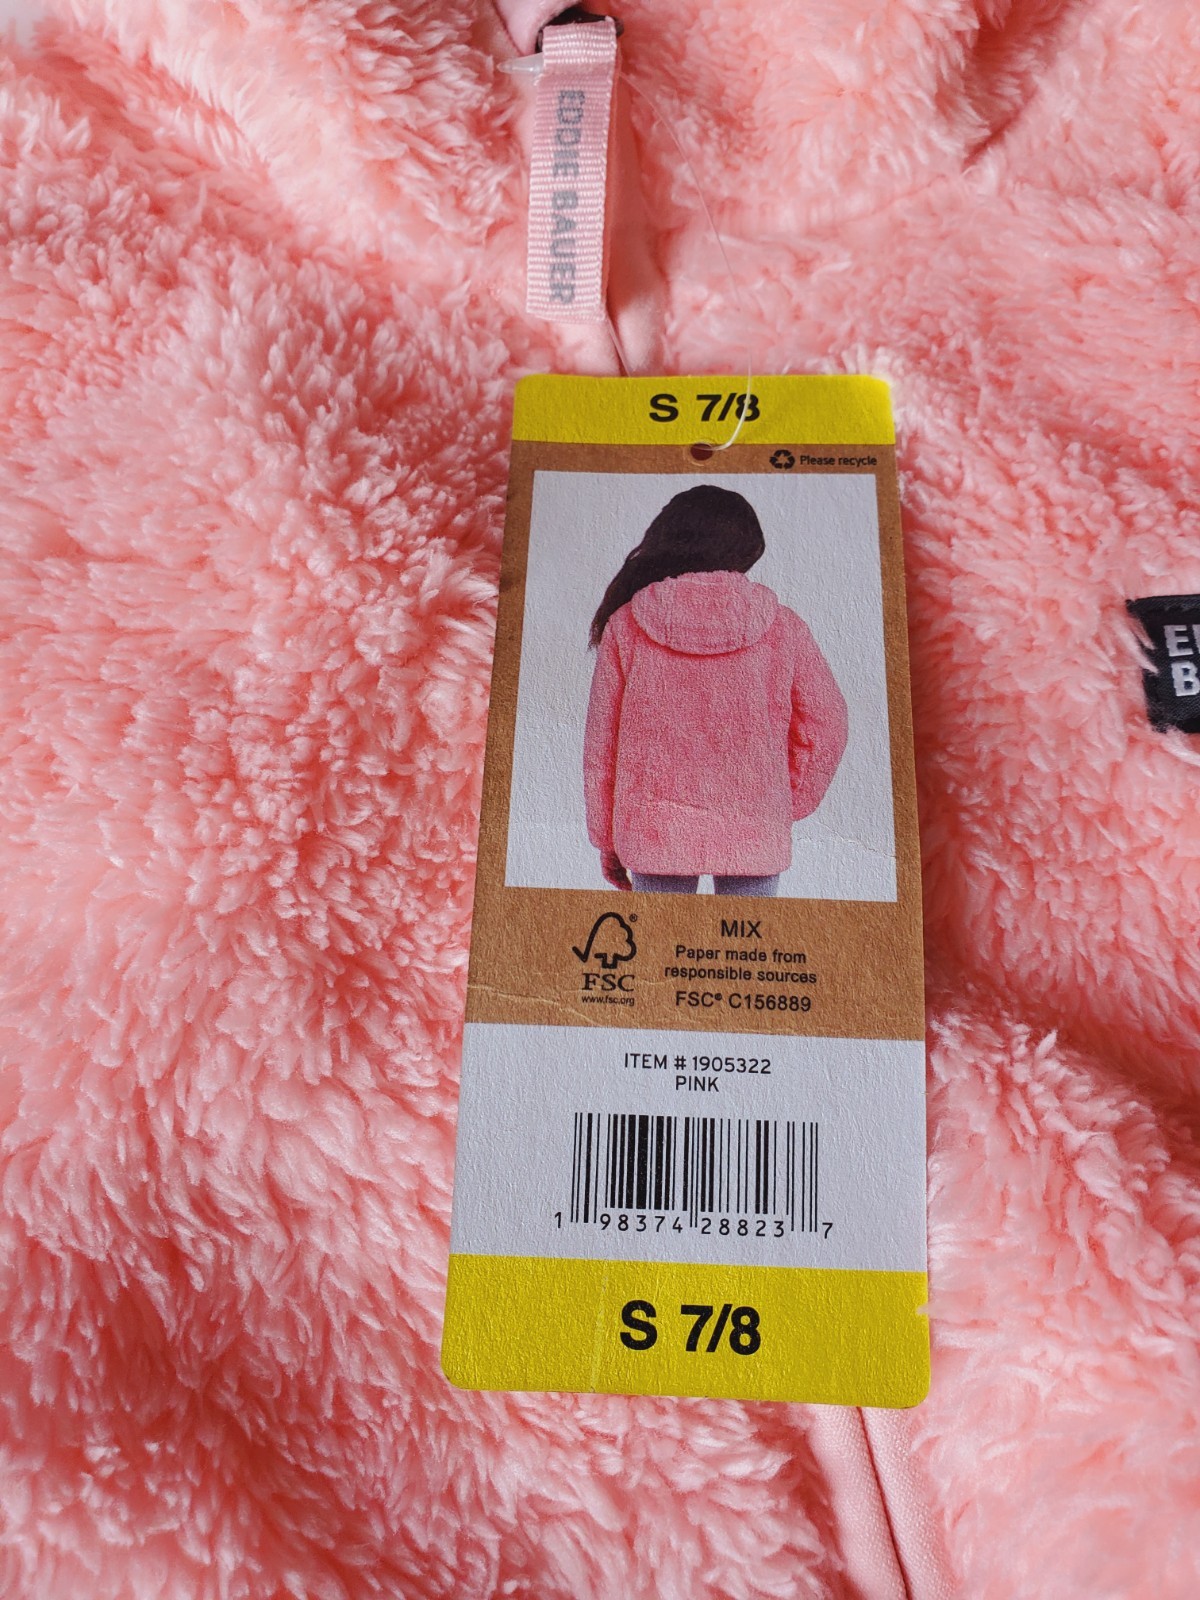 EDDIE BAUER
S 7/8
Please recycle
®
FSC
www.fsc.org
MIX
Paper made from
responsible sources
FSC® C156889
ITEM # 1905322
PINK
1 98374 28823 7
S 7/8